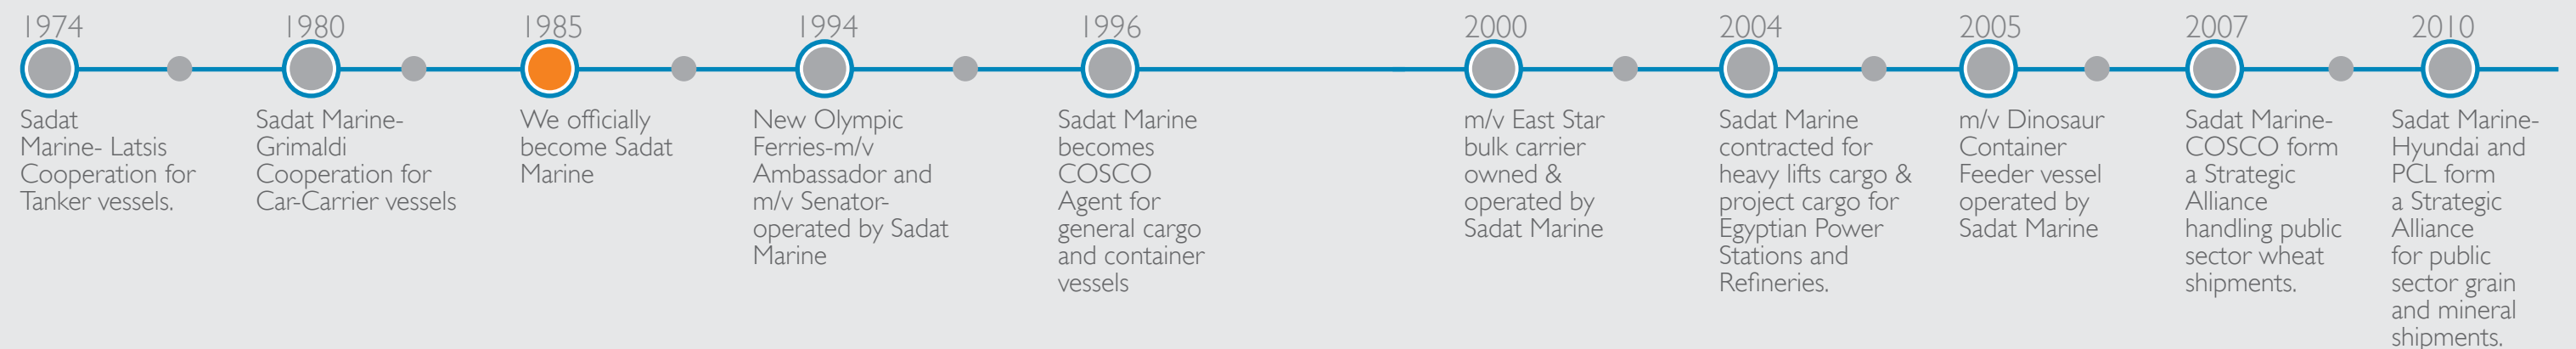 1974
Sadat
Marine- Latsis
Cooperation for
Tanker vessels.
1980
Sadat Marine-
Grimaldi
Cooperation for
Car-Carrier vessels
1985
We officially
become Sadat
Marine
1994
New Olympic
Ferries-m/v
Ambassador and
m/v Senator-
operated by Sadat
Marine
1996
Sadat Marine
becomes
COSCO
Agent for
general cargo
and container
vessels
2000
m/v East Star
bulk carrier
owned &
operated by
Sadat Marine
2004
Sadat Marine
contracted for
heavy lifts cargo &
project cargo for
Egyptian Power
Stations and
Refineries.
2005
m/v Dinosaur
Container
Feeder vessel
operated by
Sadat Marine
2007
Sadat Marine-
COSCO form
a Strategic
Alliance
handling public
sector wheat
shipments.
2010
Sadat Marine-
Hyundai and
PCL form
a Strategic
Alliance
for public
sector grain
and mineral
shipments.